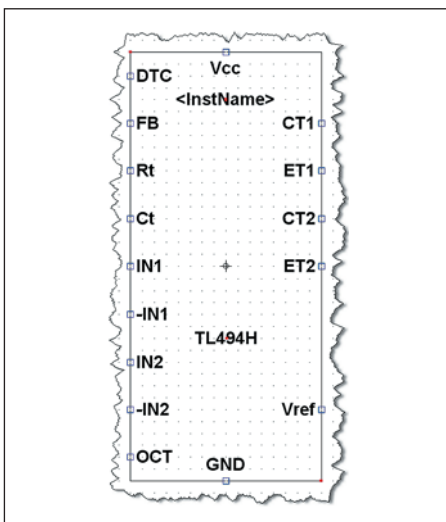 Vcc
DTC
<InstName>
FB CT1
Rt ET1
Ct CT2
IN1 ET2
-IN1
TL494H
IN2
-IN2 Vref
OCT
GND